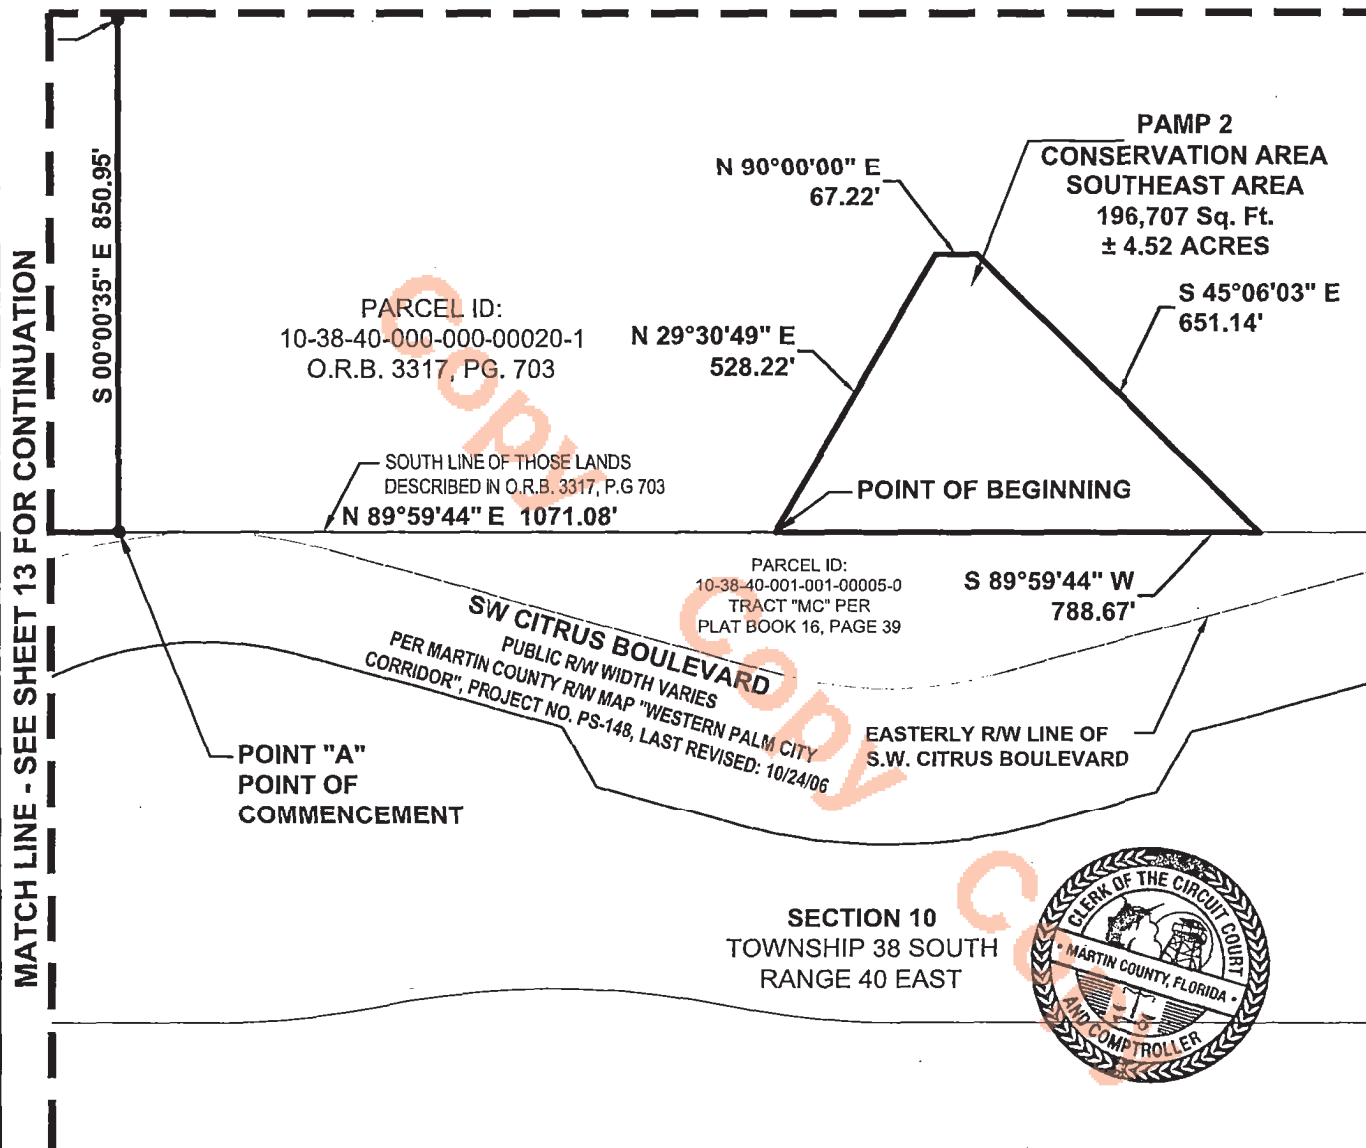 MATCH LINE - SEE SHEET 13 FOR CONTINUATION
S 00°00'35" E 850.95'
PARCEL ID:
10-38-40-000-000-00020-1
O.R.B. 3317, PG. 703
N 90°00'00" E
67.22'
PAMP 2
CONSERVATION AREA
SOUTHEAST AREA
196,707 Sq. Ft.
± 4.52 ACRES
N 29°30'49" E
528.22'
S 45°06'03" E
651.14'
SOUTH LINE OF THOSE LANDS
DESCRIBED IN O.R.B. 3317, P.G 703
N 89°59'44" E 1071.08'
POINT OF BEGINNING
PARCEL ID:
10-38-40-001-001-00005-0
TRACT "MC" PER
PLAT BOOK 16, PAGE 39
S 89°59'44" W
788.67'
SW CITRUS BOULEVARD
PUBLIC R/W WIDTH VARIES
PER MARTIN COUNTY R/W MAP "WESTERN PALM CITY
CORRIDOR", PROJECT NO. PS-148, LAST REVISED: 10/24/06
EASTERLY R/W LINE OF
S.W. CITRUS BOULEVARD
POINT "A"
POINT OF
COMMENCEMENT
SECTION 10
TOWNSHIP 38 SOUTH
RANGE 40 EAST
CLERK OF THE CIRCUIT COURT
• MARTIN COUNTY, FLORIDA •
AND COMPTROLLER
Copy
Copy
Copy